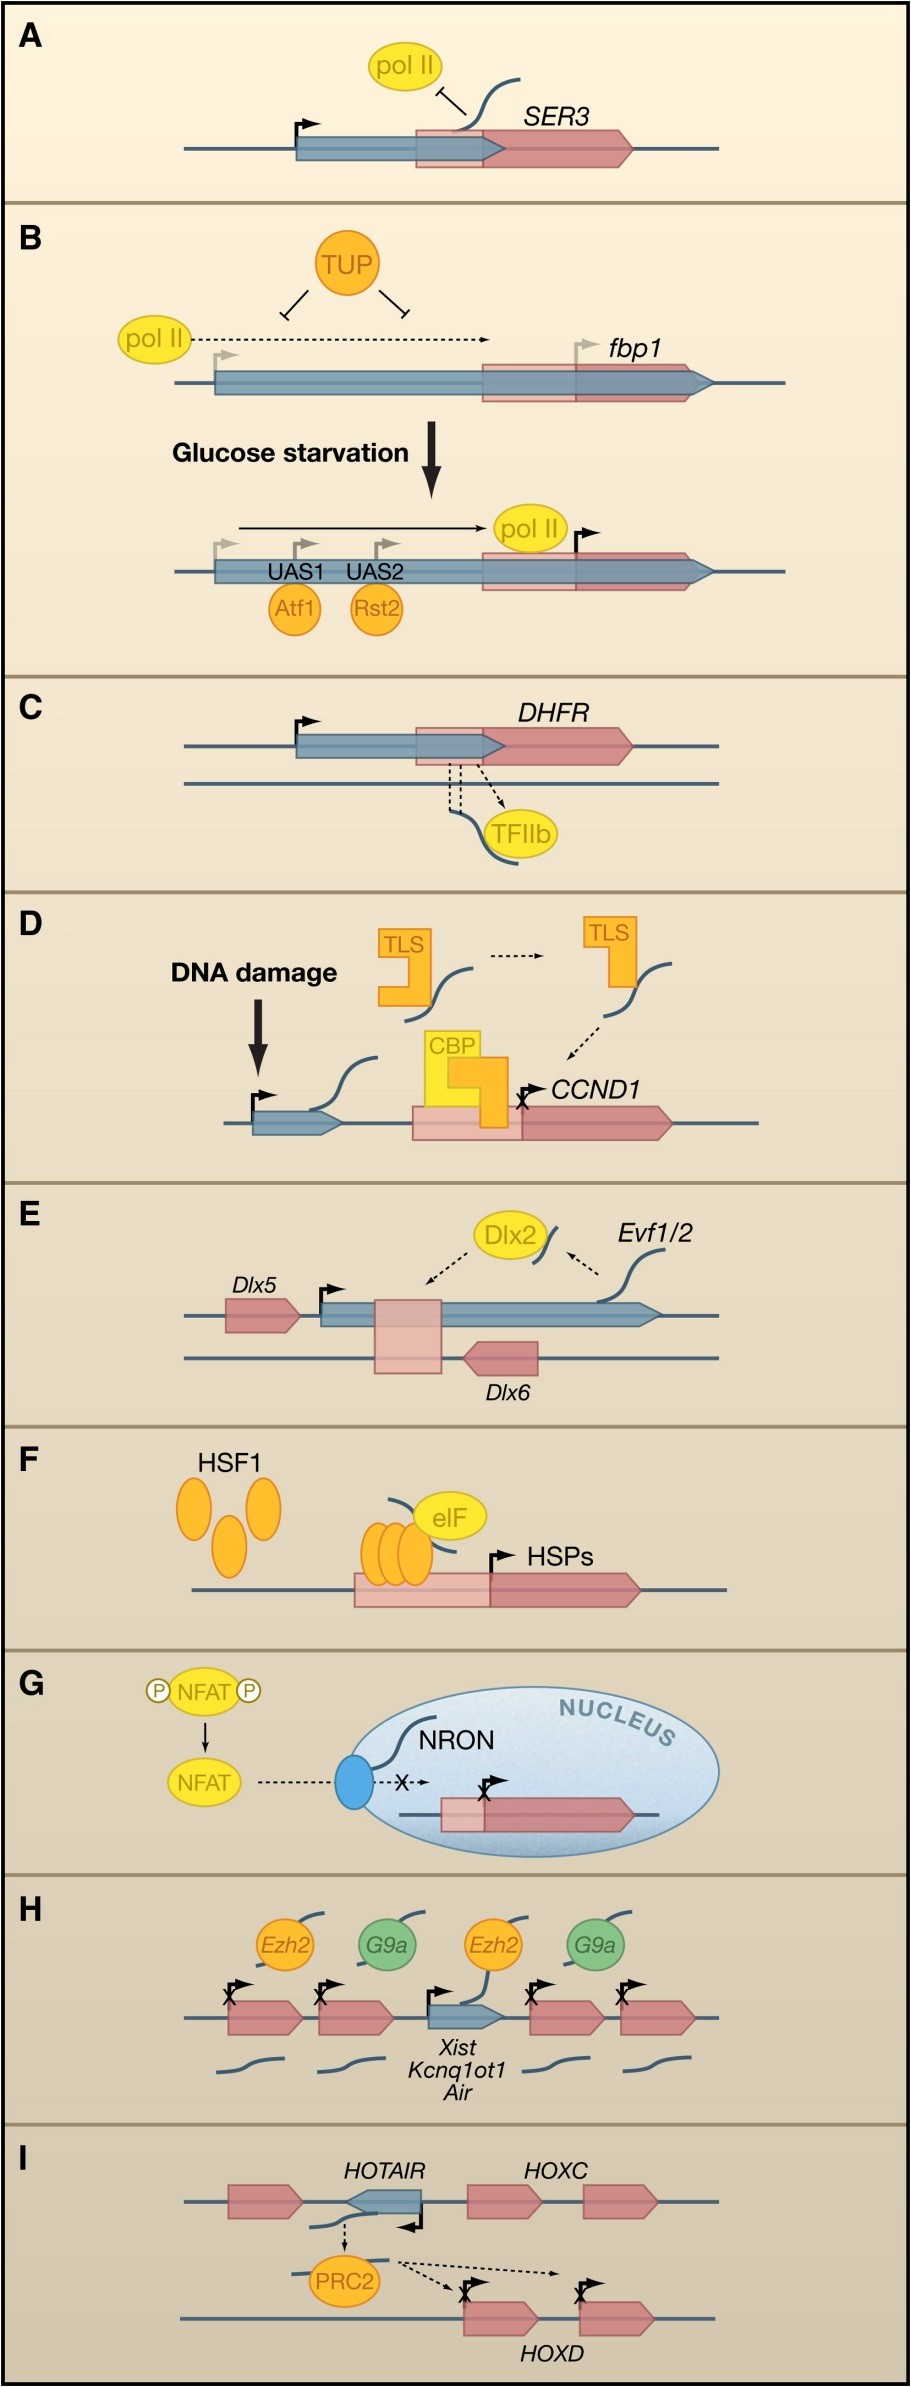 A
pol II
SER3
B
TUP
pol II
fbp1
Glucose starvation
pol II
UAS1 UAS2
Atf1 Rst2
C
DHFR
TFIIb
D
TLS TLS
DNA damage
CBP
X CCND1
E
Dlx2 Evf1/2
Dlx5
Dlx6
F
HSF1
eIF
HSPs
G
P NFAT P
NUCLEUS
NRON
NFAT
X
X
H
Ezh2 G9a Ezh2 G9a
X X X X
Xist
Kcnq1ot1
Air
I
HOTAIR HOXC
PRC2
X X
HOXD